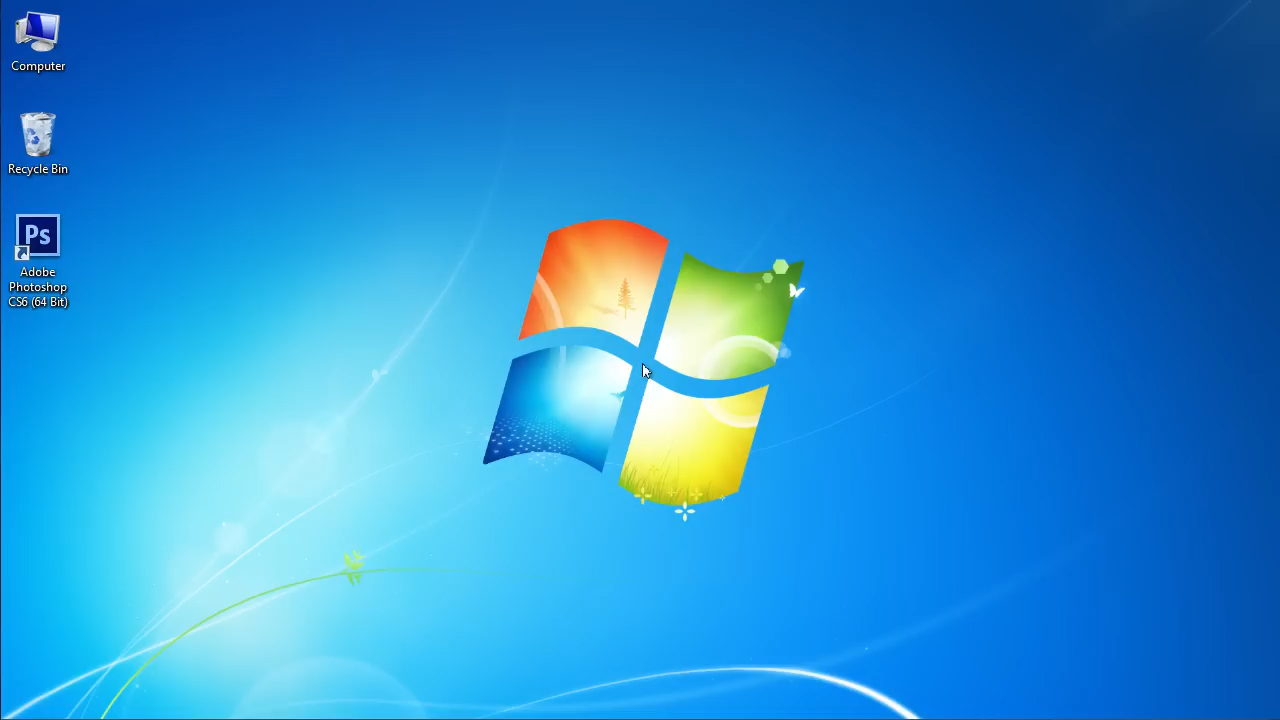 Computer
Recycle Bin
Ps
Adobe
Photoshop
CS6 (64 Bit)